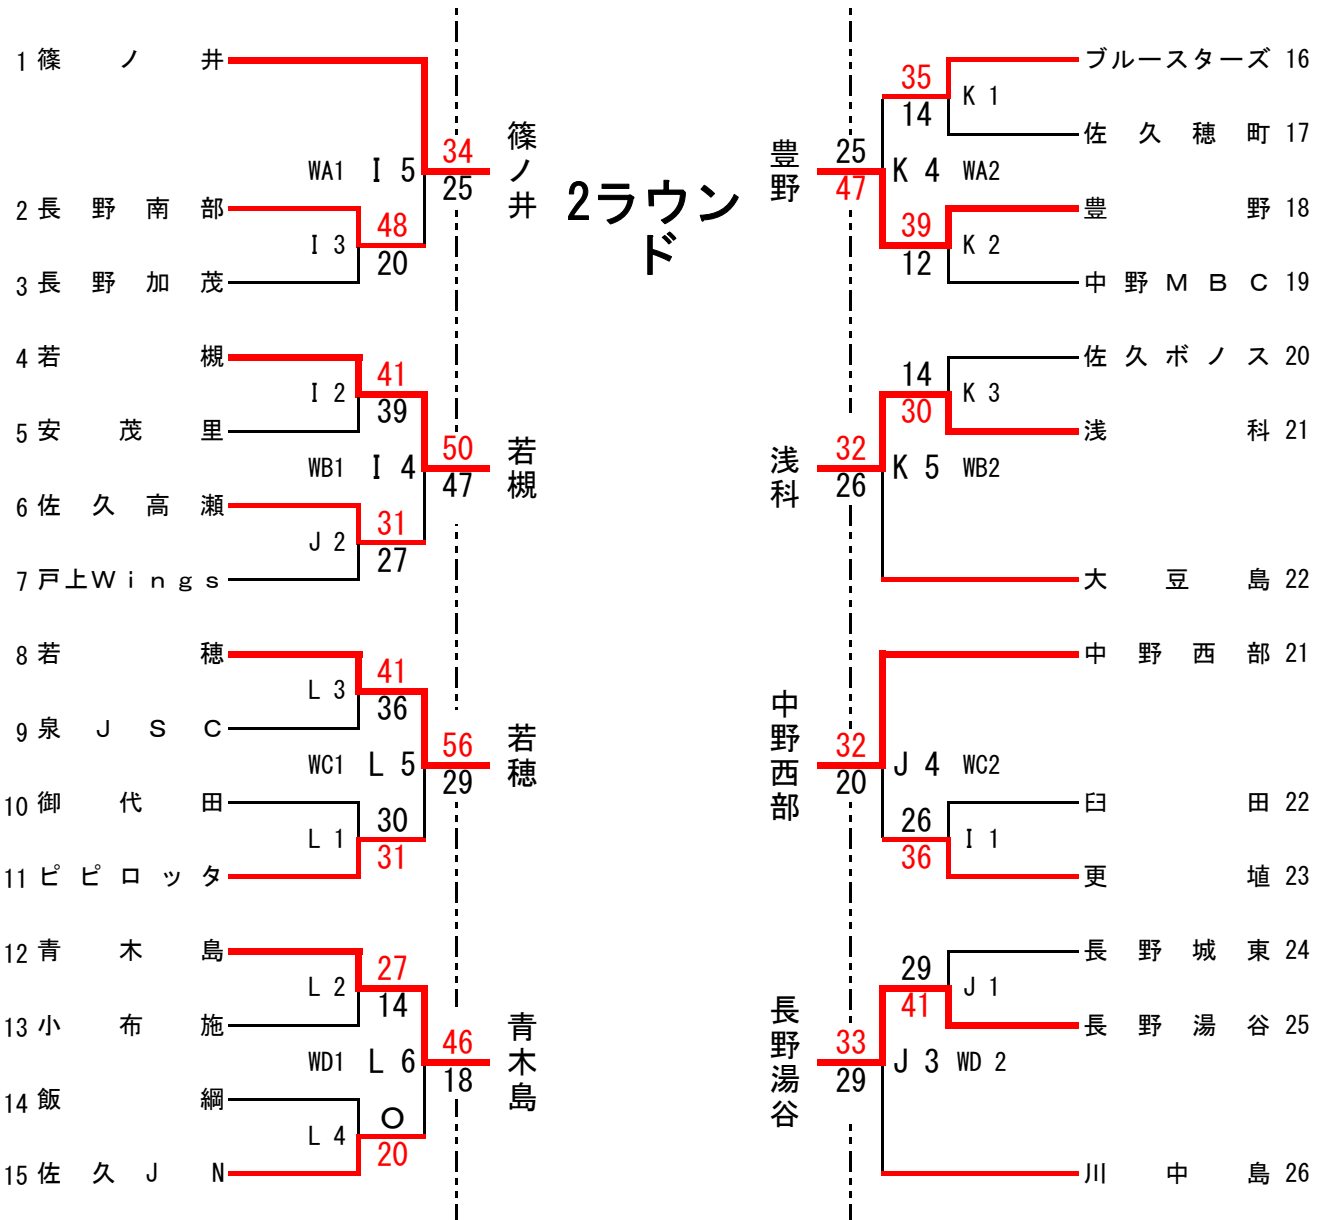 1 篠ノ井
34
WA1 I 5
25
篠ノ井
2 長野南部
48
I 3
20
3 長野加茂
4 若槻
41
I 2
39
5 安茂里
50
WB1 I 4
47
若槻
6 佐久高瀬
31
J 2
27
7 戸上Wings
8 若穂
41
L 3
36
9 泉JSC
56
WC1 L 5
29
若穂
10 御代田
30
L 1
31
11 ピピロッタ
12 青木島
27
L 2
14
13 小布施
46
WD1 L 6
18
青木島
14 飯綱
0
L 4
20
15 佐久JN
2ラウン
ド
ブルースターズ 16
35
K 1
14
佐久穂町 17
豊野
25
47
K 4 WA2
豊野 18
39
K 2
12
中野MBC 19
佐久ボノス 20
14
K 3
30
浅科 21
浅科
32
26
K 5 WB2
大豆島 22
中野西部 21
中野西部
32
20
J 4 WC2
臼田 22
26
I 1
36
更埴 23
長野城東 24
29
J 1
41
長野湯谷 25
長野湯谷
33
29
J 3 WD 2
川中島 26